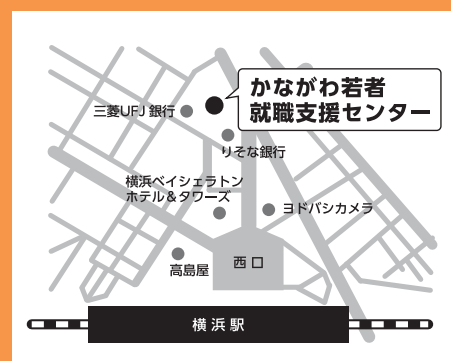 かながわ若者
就職支援センター
三菱UFJ銀行
りそな銀行
横浜ベイシェラトン
ホテル&タワーズ
ヨドバシカメラ
高島屋
西口
横浜駅